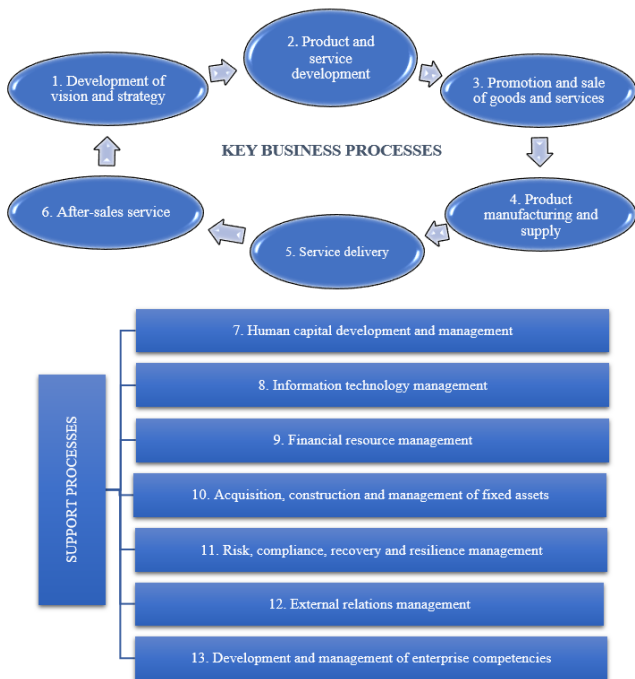 2. Product and
service
development
1. Development of
vision and strategy
3. Promotion and sale
of goods and services
KEY BUSINESS PROCESSES
6. After-sales service
4. Product
manufacturing and
supply
5. Service delivery
SUPPORT PROCESSES
7. Human capital development and management
8. Information technology management
9. Financial resource management
10. Acquisition, construction and management of fixed assets
11. Risk, compliance, recovery and resilience management
12. External relations management
13. Development and management of enterprise competencies